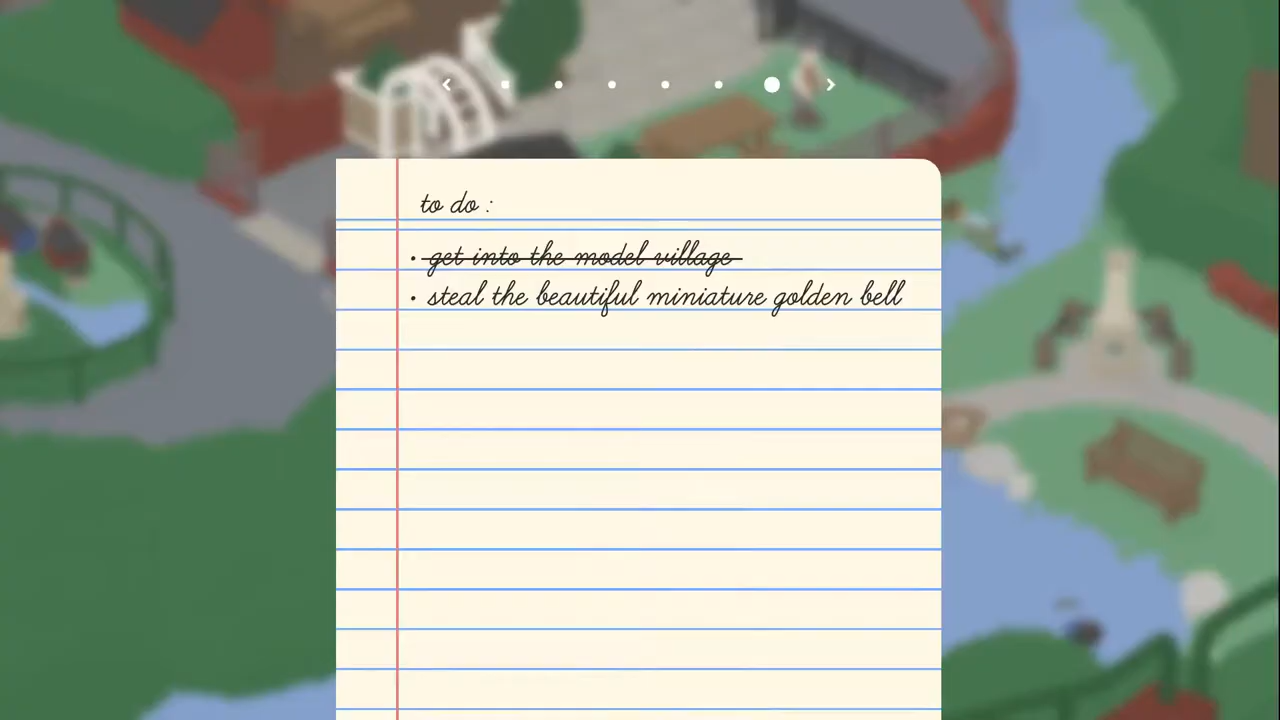 to do :
• get into the model village
• steal the beautiful miniature golden bell